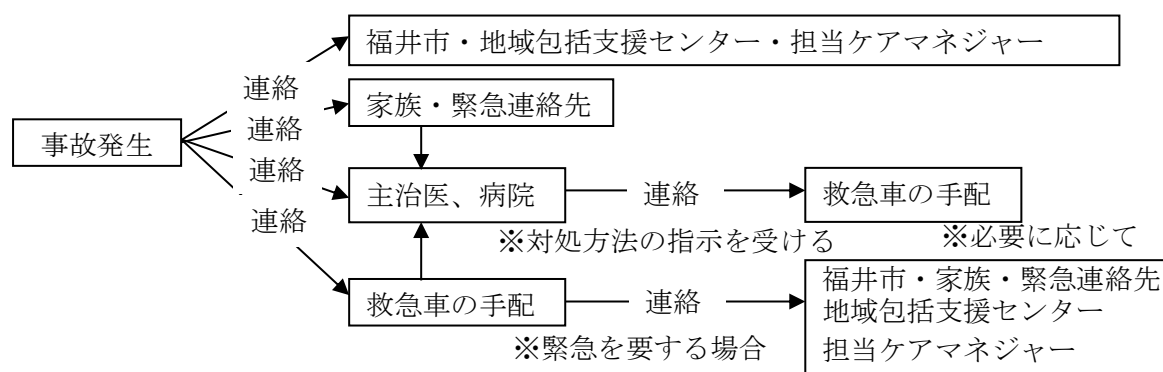 福井市・地域包括支援センター・担当ケアマネジャー
連絡
家族・緊急連絡先
連絡
事故発生
連絡
主治医、病院
連絡
救急車の手配
連絡
※対処方法の指示を受ける
※必要に応じて
救急車の手配
連絡
福井市・家族・緊急連絡先
地域包括支援センター
担当ケアマネジャー
※緊急を要する場合